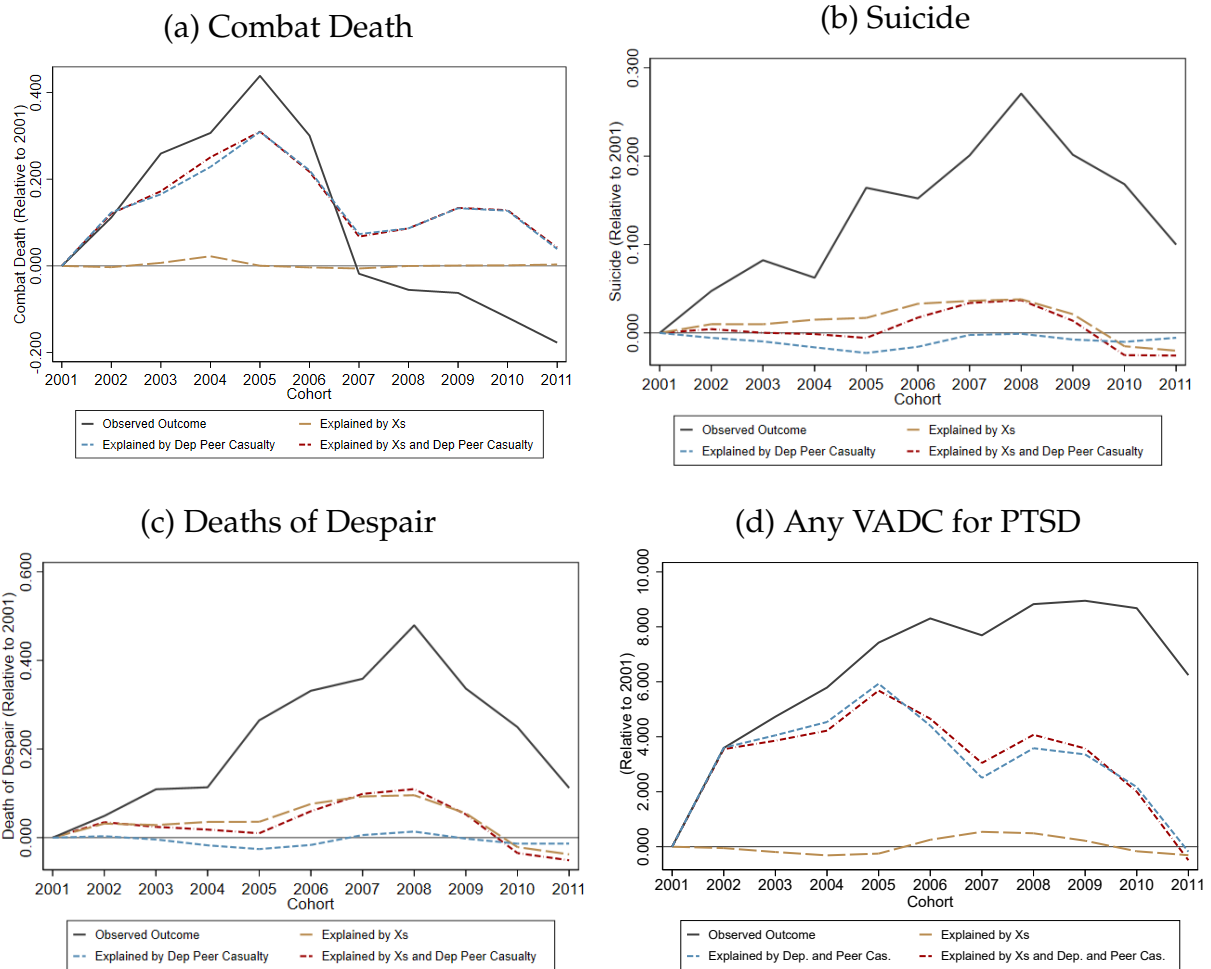 (a) Combat Death
Combat Death (Relative to 2001)
0.400
0.200
0.000
-0.200
2001 2002 2003 2004 2005 2006 2007 2008 2009 2010 2011
Cohort
Observed Outcome Explained by Xs
Explained by Dep Peer Casualty Explained by Xs and Dep Peer Casualty
(b) Suicide
Suicide (Relative to 2001)
0.300
0.200
0.100
0.000
2001 2002 2003 2004 2005 2006 2007 2008 2009 2010 2011
Cohort
Observed Outcome Explained by Xs
Explained by Dep Peer Casualty Explained by Xs and Dep Peer Casualty
(c) Deaths of Despair
Death of Despair (Relative to 2001)
0.600
0.400
0.200
0.000
2001 2002 2003 2004 2005 2006 2007 2008 2009 2010 2011
Cohort
Observed Outcome Explained by Xs
Explained by Dep Peer Casualty Explained by Xs and Dep Peer Casualty
(d) Any VADC for PTSD
(Relative to 2001)
10.000
8.000
6.000
4.000
2.000
0.000
2001 2002 2003 2004 2005 2006 2007 2008 2009 2010 2011
Cohort
Observed Outcome Explained by Xs
Explained by Dep. and Peer Cas. Explained by Xs and Dep. and Peer Cas.